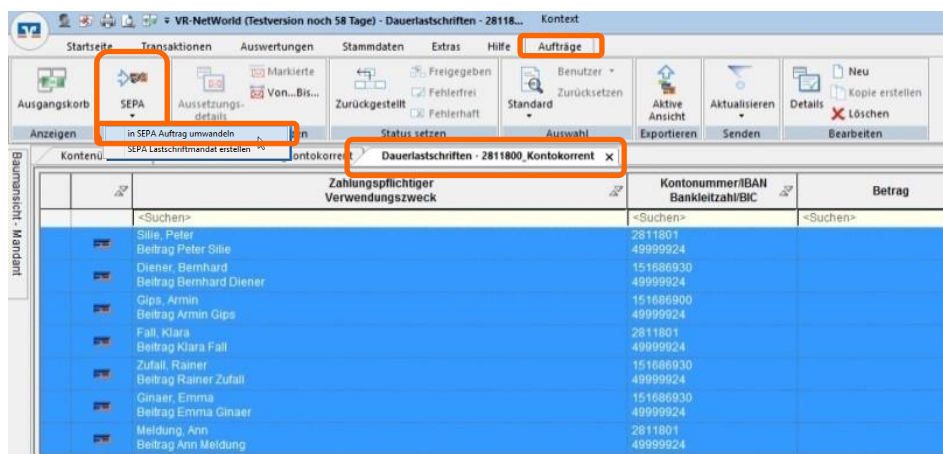 VR-NetWorld (Testversion noch 58 Tage) - Dauerlastschriften - 28118... Kontext
Startseite Transaktionen Auswertungen Stammdaten Extras Hilfe Aufträge
Ausgangskorb
SEPA
Aussetzungs-
details
Markierte
Von...Bis...
Zurückgestellt
Freigegeben
Fehlerfrei
Fehlerhaft
Standard
Benutzer
Zurücksetzen
Aktive
Ansicht
Aktualisieren
Details
Neu
Kopie erstellen
Löschen
Anzeigen
Status setzen
Auswahl
Exportieren
Senden
Bearbeiten
in SEPA Auftrag umwandeln
SEPA Lastschriftmandat erstellen
Baumansicht - Mandant
Dauerlastschriften - 2811800_Kontokorrent x
Zahlungspflichtiger
Verwendungszweck
Kontonummer/IBAN
Bankleitzahl/BIC
Betrag
<Suchen> <Suchen> <Suchen>
Silie, Peter 2811801
Beitrag Peter Silie 49999924
Diener, Bernhard 151686930
Beitrag Bernhard Diener 49999924
Gips, Armin 151686900
Beitrag Armin Gips 49999924
Fall, Klara 2811801
Beitrag Klara Fall 49999924
Zufall, Rainer 151686930
Beitrag Rainer Zufall 49999924
Ginaer, Emma 151686930
Beitrag Emma Ginaer 49999924
Meldung, Ann 2811801
Beitrag Ann Meldung 49999924